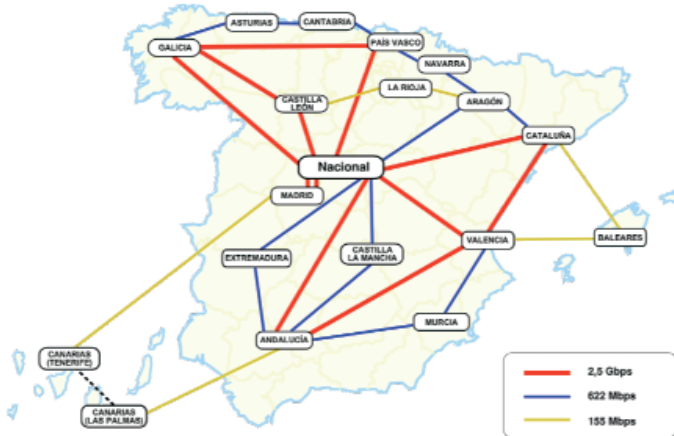 ASTURIAS
CANTABRIA
GALICIA
PAÍS VASCO
NAVARRA
LA RIOJA
CASTILLA
LEÓN
ARAGÓN
CATALUÑA
Nacional
MADRID
EXTREMADURA
CASTILLA
LA MANCHA
VALENCIA
BALEARES
MURCIA
ANDALUCÍA
CANARIAS
(TENERIFE)
CANARIAS
(LAS PALMAS)
2,5 Gbps
622 Mbps
155 Mbps